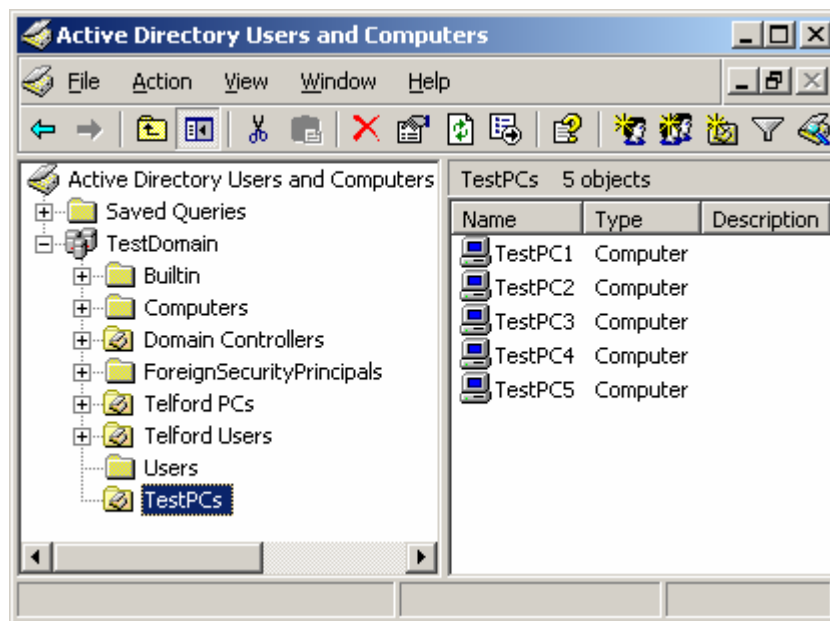 Active Directory Users and Computers
File Action View Window Help
Active Directory Users and Computers
Saved Queries
TestDomain
Builtin
Computers
Domain Controllers
ForeignSecurityPrincipals
Telford PCs
Telford Users
Users
TestPCs
TestPCs 5 objects
Name Type Description
TestPC1 Computer
TestPC2 Computer
TestPC3 Computer
TestPC4 Computer
TestPC5 Computer